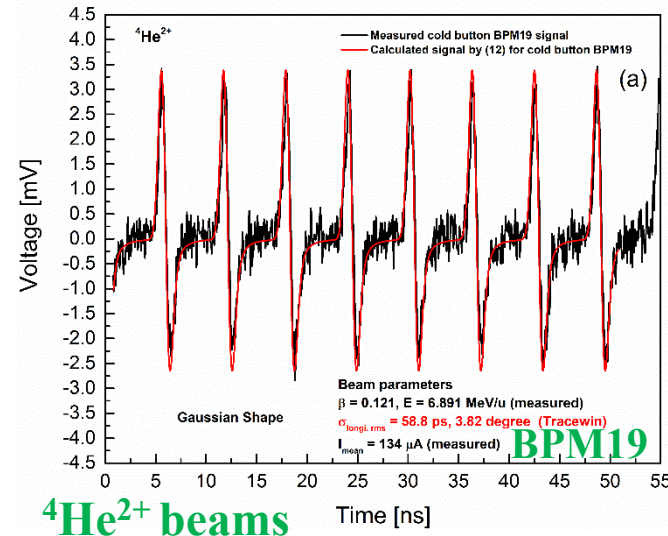 ⁴He²⁺
Measured cold button BPM19 signal
Calculated signal by (12) for cold button BPM19
(a)
4.5
4.0
3.5
3.0
2.5
2.0
1.5
1.0
0.5
0.0
-0.5
-1.0
-1.5
-2.0
-2.5
-3.0
-3.5
-4.0
-4.5
Voltage [mV]
Beam parameters
β = 0.121, E = 6.891 MeV/u (measured)
Gaussian Shape
σlongi. rms = 58.8 ps, 3.82 degree (Tracewin)
Imean = 134 μA (measured)
BPM19
0 5 10 15 20 25 30 35 40 45 50 55
Time [ns]
⁴He²⁺ beams